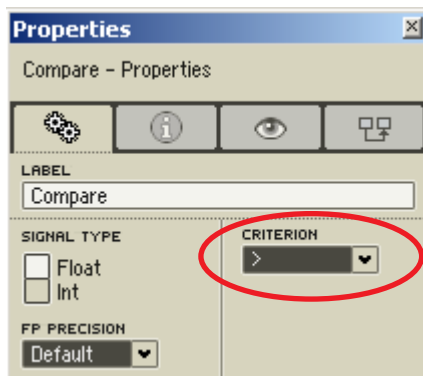 Properties
Compare - Properties
LABEL
Compare
SIGNAL TYPE
Float
Int
FP PRECISION
Default
CRITERION
>